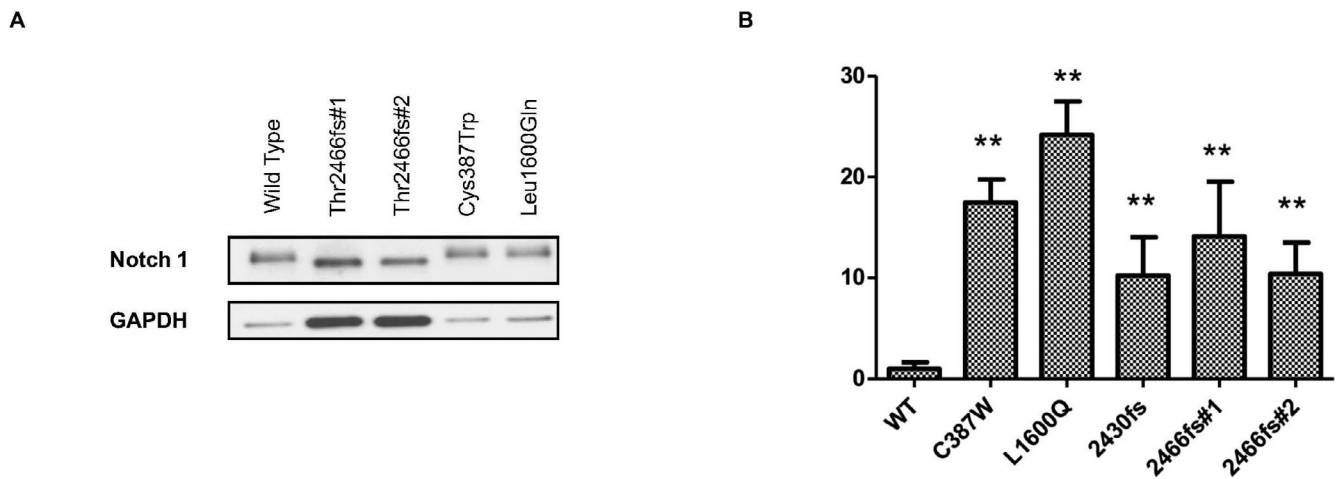 A
Wild Type
Thr2466fs#1
Thr2466fs#2
Cys387Trp
Leu1600Gln
Notch 1
GAPDH
B
30
20
10
0
**
**
**
**
**
WT
C387W
L1600Q
2430fs
2466fs#1
2466fs#2